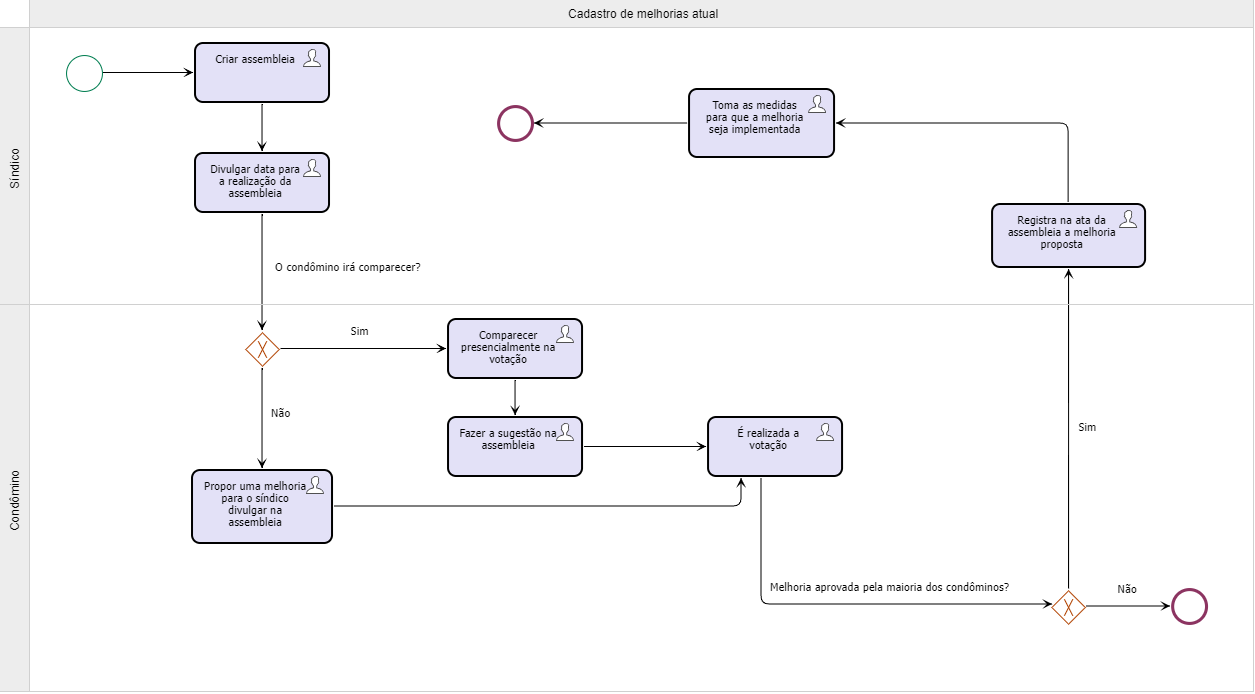 Cadastro de melhorias atual
Síndico
Criar assembleia
Divulgar data para
a realização da
assembleia
O condômino irá comparecer?
Toma as medidas
para que a melhoria
seja implementada
Registra na ata da
assembleia a melhoria
proposta
Condômino
Sim
Comparecer
presencialmente na
votação
Não
Fazer a sugestão na
assembleia
É realizada a
votação
Sim
Propor uma melhoria
para o síndico
divulgar na
assembleia
Melhoria aprovada pela maioria dos condôminos?
Não